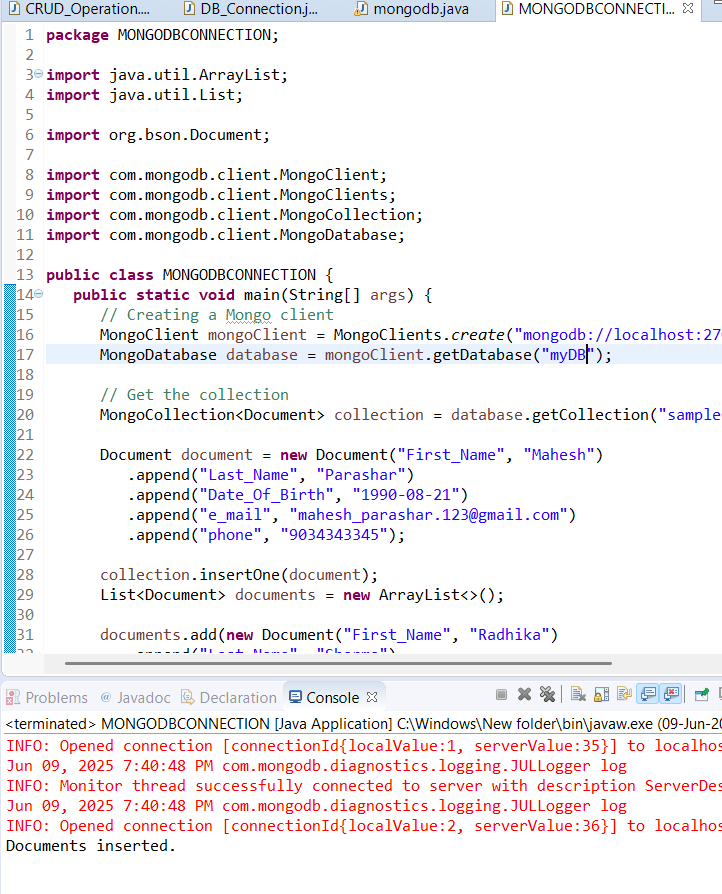 CRUD_Operation.... DB_Connection.j... mongodb.java MONGODBCONNECTI...
1 package MONGODBCONNECTION;
2
3 import java.util.ArrayList;
4 import java.util.List;
5
6 import org.bson.Document;
7
8 import com.mongodb.client.MongoClient;
9 import com.mongodb.client.MongoClients;
10 import com.mongodb.client.MongoCollection;
11 import com.mongodb.client.MongoDatabase;
12
13 public class MONGODBCONNECTION {
14 public static void main(String[] args) {
15 // Creating a Mongo client
16 MongoClient mongoClient = MongoClients.create("mongodb://localhost:27
17 MongoDatabase database = mongoClient.getDatabase("myDB");
18
19 // Get the collection
20 MongoCollection<Document> collection = database.getCollection("sample
21
22 Document document = new Document("First_Name", "Mahesh")
23 .append("Last_Name", "Parashar")
24 .append("Date_Of_Birth", "1990-08-21")
25 .append("e_mail", "mahesh_parashar.123@gmail.com")
26 .append("phone", "9034343345");
27
28 collection.insertOne(document);
29 List<Document> documents = new ArrayList<>();
30
31 documents.add(new Document("First_Name", "Radhika")
Problems @ Javadoc Declaration Console
<terminated> MONGODBCONNECTION [Java Application] C:\Windows\New folder\bin\javaw.exe (09-Jun-20
INFO: Opened connection [connectionId{localValue:1, serverValue:35}] to localhos
Jun 09, 2025 7:40:48 PM com.mongodb.diagnostics.logging.JULLogger log
INFO: Monitor thread successfully connected to server with description ServerDes
Jun 09, 2025 7:40:48 PM com.mongodb.diagnostics.logging.JULLogger log
INFO: Opened connection [connectionId{localValue:2, serverValue:36}] to localhos
Documents inserted.